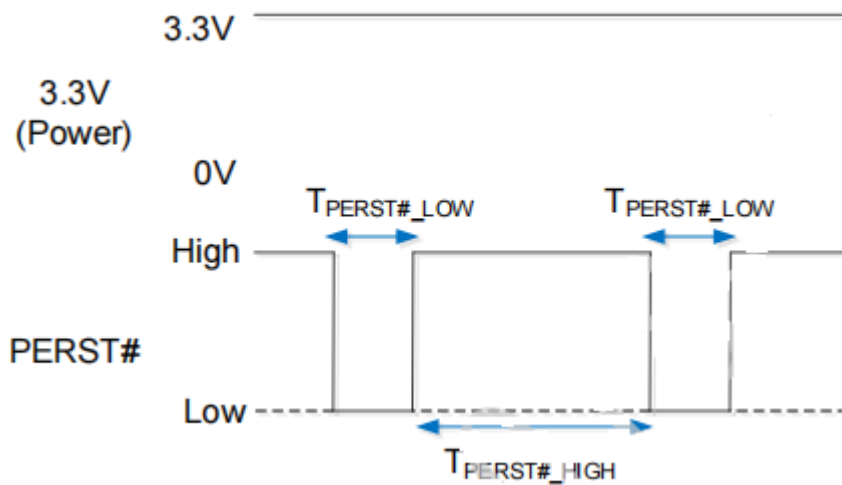 3.3V
3.3V
(Power)
0V
TPERST#_LOW TPERST#_LOW
High
PERST#
Low
TPERST#_HIGH